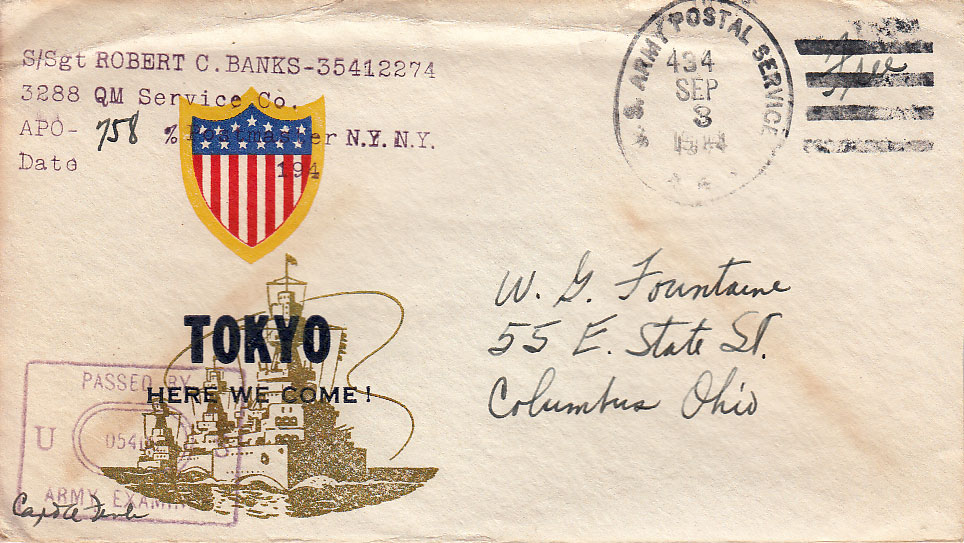 S/Sgt ROBERT C. BANKS-35412274
3288 QM Service Co.
APO- 758 % Postmaster N.Y. N.Y.
Date 194
U. S. ARMY POSTAL SERVICE
434
SEP
3
Free
W. G. Fountaine
55 E. State St.
Columbus Ohio
TOKYO
HERE WE COME!
PASSED BY
U S
ARMY EXAMINER